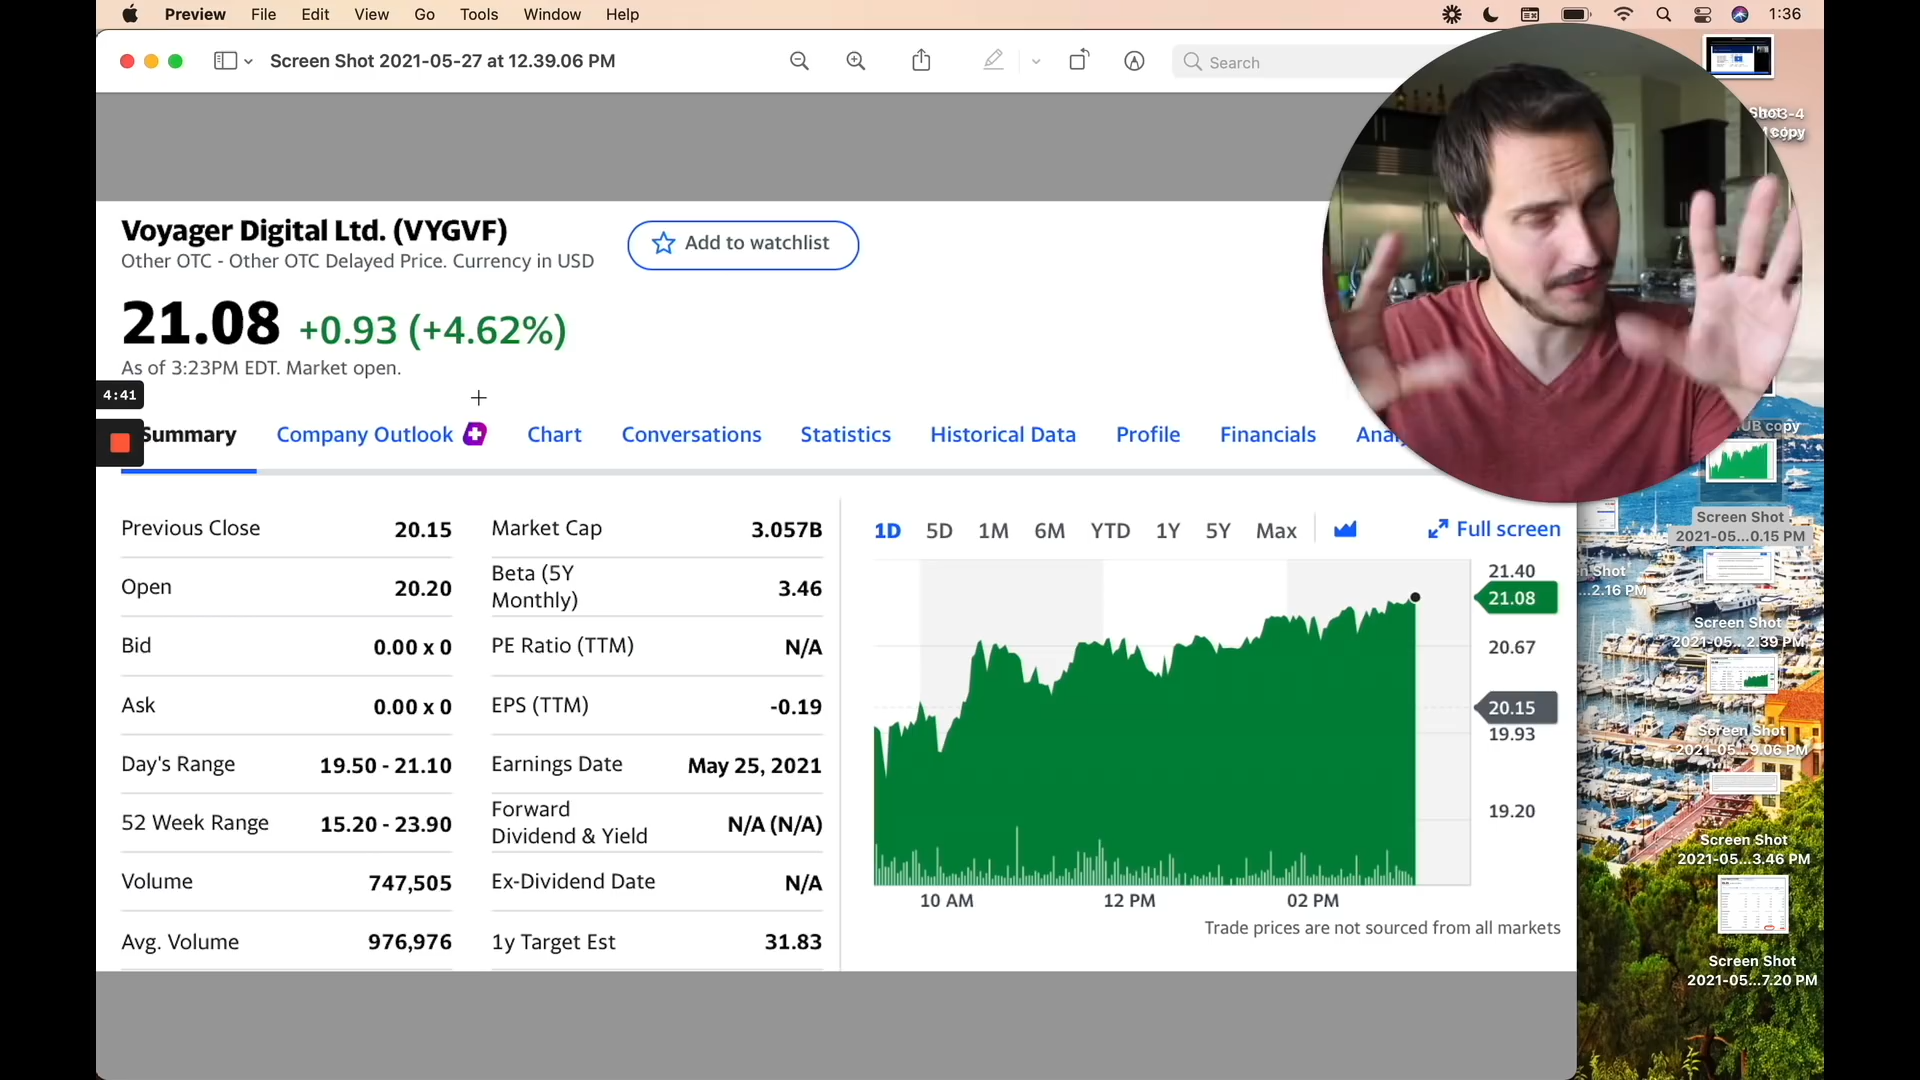 Preview File Edit View Go Tools Window Help 1:36
Screen Shot 2021-05-27 at 12.39.06 PM
Search
Voyager Digital Ltd. (VYGVF)
Other OTC - Other OTC Delayed Price. Currency in USD
Add to watchlist
21.08 +0.93 (+4.62%)
As of 3:23PM EDT. Market open.
4:41
Summary Company Outlook Chart Conversations Statistics Historical Data Profile Financials
Previous Close 20.15
Open 20.20
Bid 0.00 x 0
Ask 0.00 x 0
Day's Range 19.50 - 21.10
52 Week Range 15.20 - 23.90
Volume 747,505
Avg. Volume 976,976
Market Cap 3.057B
Beta (5Y
Monthly) 3.46
PE Ratio (TTM) N/A
EPS (TTM) -0.19
Earnings Date May 25, 2021
Forward
Dividend & Yield N/A (N/A)
Ex-Dividend Date N/A
1y Target Est 31.83
1D 5D 1M 6M YTD 1Y 5Y Max Full screen
21.40
21.08
20.67
20.15
19.93
19.20
10 AM 12 PM 02 PM
Trade prices are not sourced from all markets
copy
UB copy
Screen Shot
2021-05...0.15 PM
Shot
...2.16 PM
Screen Shot
2021-05...2.39 PM
Screen Shot
2021-05...9.06 PM
Screen Shot
2021-05...3.46 PM
Screen Shot
2021-05...7.20 PM